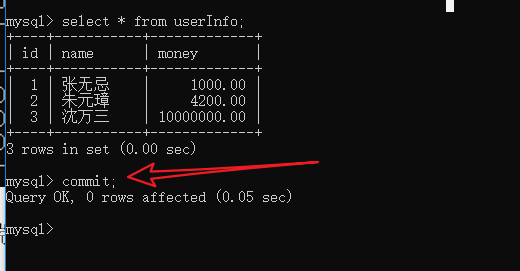 mysql> select * from userInfo;
+----+-----------+-------------+
| id | name      | money       |
+----+-----------+-------------+
|  1 | 张无忌    |     1000.00 |
|  2 | 朱元璋    |     4200.00 |
|  3 | 沈万三    | 10000000.00 |
+----+-----------+-------------+
3 rows in set (0.00 sec)
mysql> commit;
Query OK, 0 rows affected (0.05 sec)
mysql>